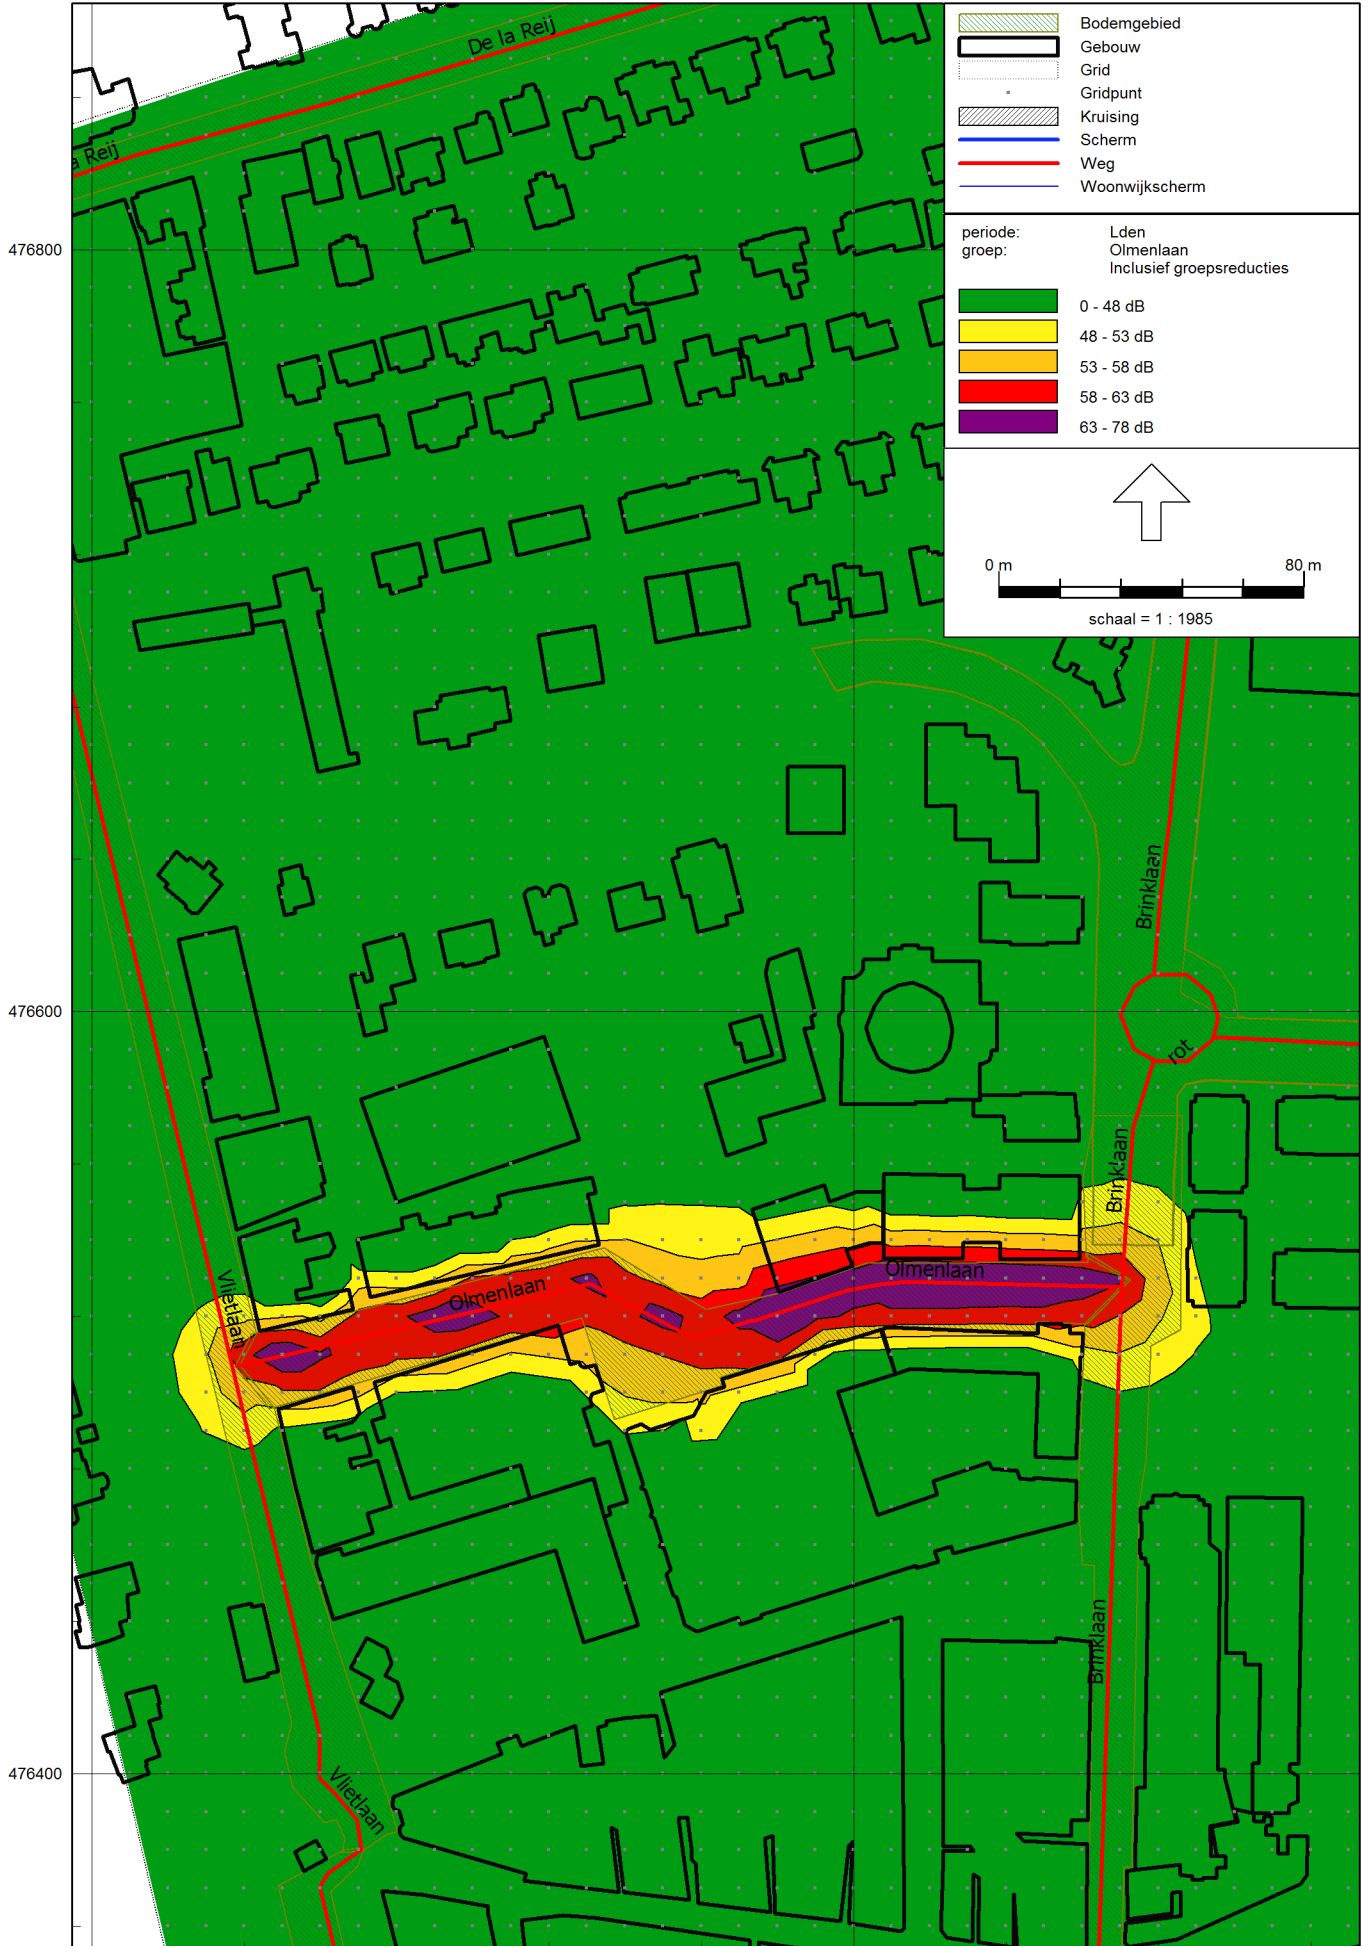 De la Reij
a Reij
Bodemgebied
Gebouw
Grid
Gridpunt
Kruising
Scherm
Weg
Woonwijkscherm
periode: Lden
groep: Olmenlaan
Inclusief groepsreducties
0 - 48 dB
48 - 53 dB
53 - 58 dB
58 - 63 dB
63 - 78 dB
0 m 80 m
schaal = 1 : 1985
476800
Brinklaan
476600
rot
Brinklaan
Olmenlaan
Olmenlaan
Vlietlaan
Brinklaan
476400
Vlietlaan